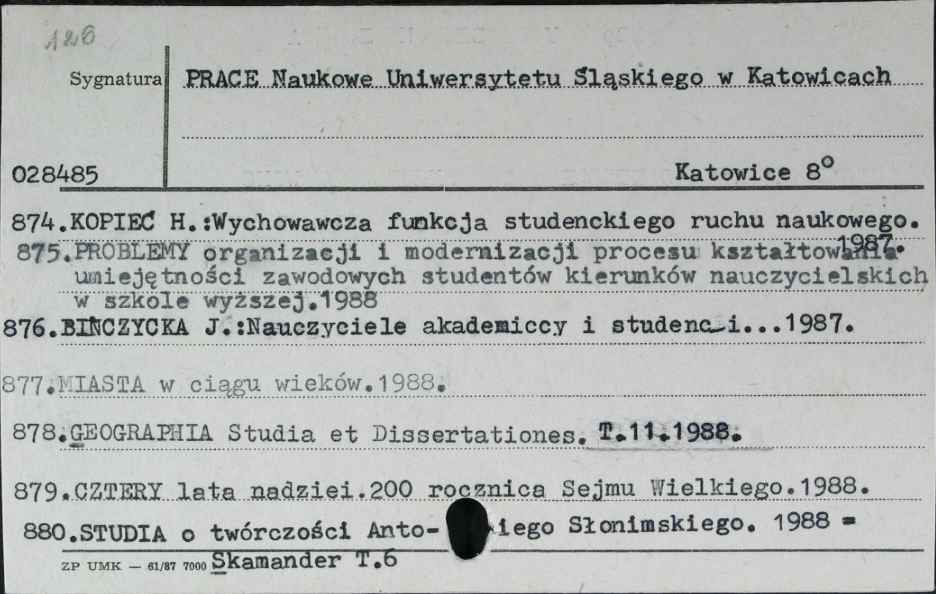 128
Sygnatura PRACE Naukowe Uniwersytetu Śląskiego w Katowicach
028485 Katowice 8°
874.KOPIEĆ H.:Wychowawcza funkcja studenckiego ruchu naukowego.
1987.
875.PROBLEMY organizacji i modernizacji procesu kształtowania
umiejętności zawodowych studentów kierunków nauczycielskich
w szkole wyższej.1988
876.BIŃCZYCKA J.:Nauczyciele akademiccy i studenci...1987.
877.MIASTA w ciągu wieków.1988.
878.GEOGRAPHIA Studia et Dissertationes. T.11.1988.
879.CZTERY lata nadziei.200 rocznica Sejmu Wielkiego.1988.
880.STUDIA o twórczości Anto- kiego Słonimskiego. 1988 =
ZP UMK — 61/87 7000 Skamander T.6